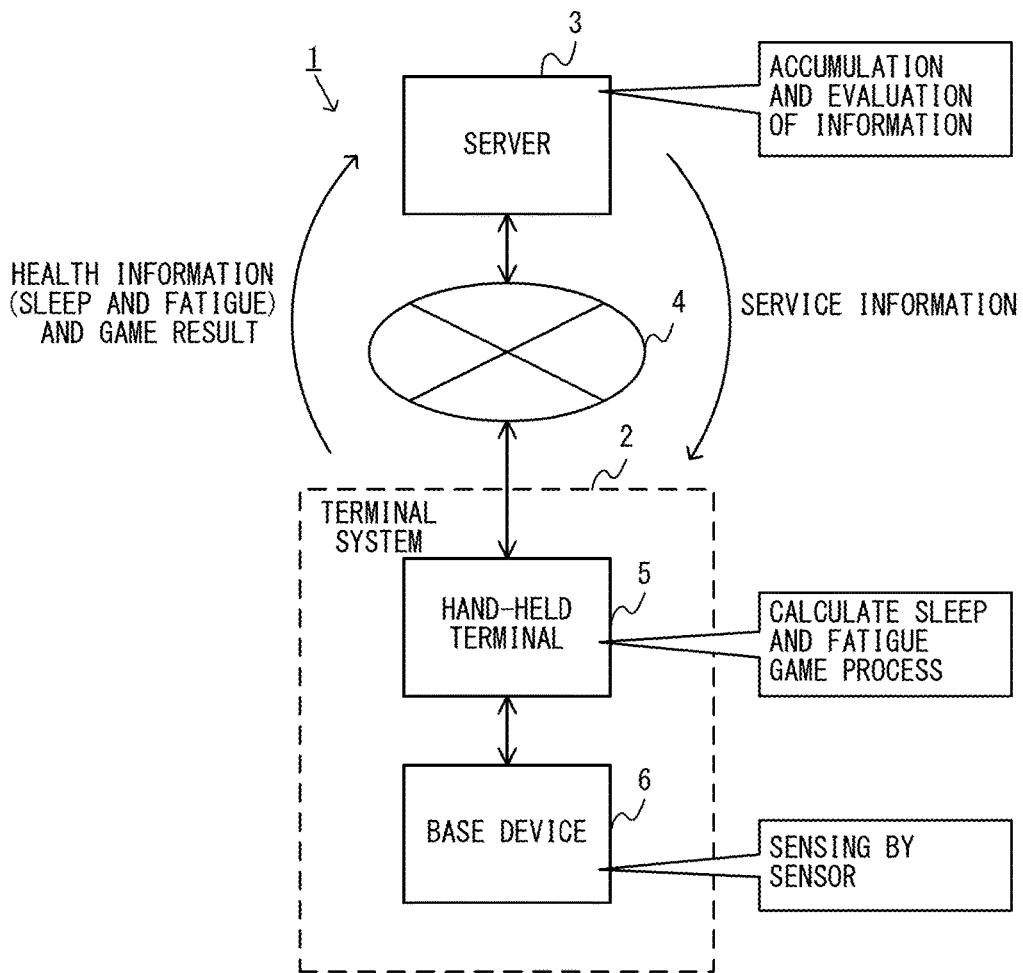 3
1
ACCUMULATION
AND EVALUATION
OF INFORMATION
SERVER
HEALTH INFORMATION
(SLEEP AND FATIGUE)
AND GAME RESULT
4
SERVICE INFORMATION
2
TERMINAL
SYSTEM
5
HAND-HELD
TERMINAL
CALCULATE SLEEP
AND FATIGUE
GAME PROCESS
6
BASE DEVICE
SENSING BY
SENSOR